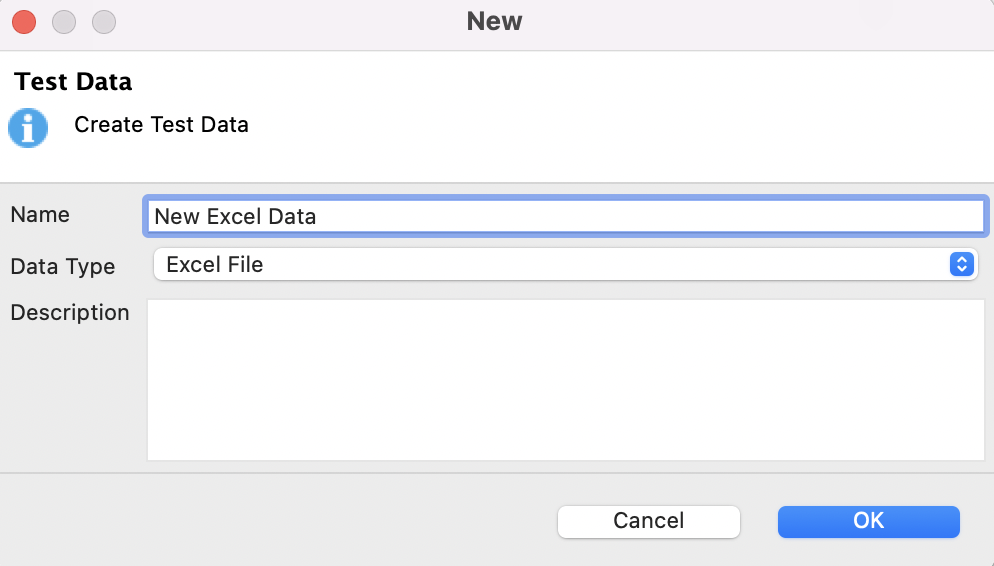 New
Test Data
Create Test Data
Name
New Excel Data
Data Type
Excel File
Description
Cancel
OK